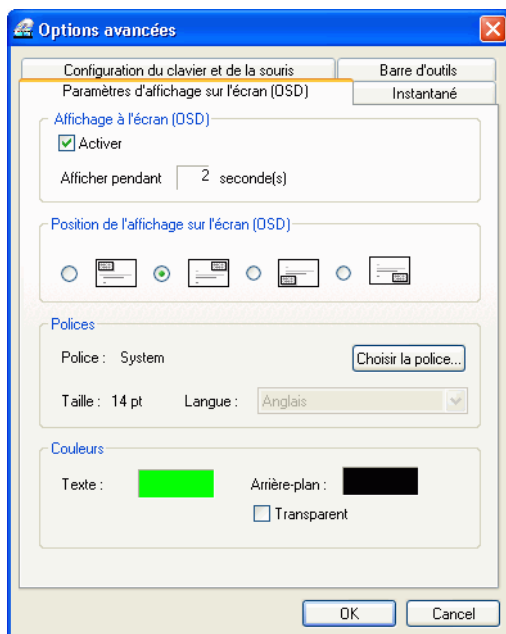 Options avancées
Configuration du clavier et de la souris Barre d'outils
Paramètres d'affichage sur l'écran (OSD) Instantané
Affichage à l'écran (OSD)
Activer
Afficher pendant 2 seconde(s)
Position de l'affichage sur l'écran (OSD)
Polices
Police : System Choisir la police...
Taille : 14 pt Langue : Anglais
Couleurs
Texte : Arrière-plan :
Transparent
OK Cancel